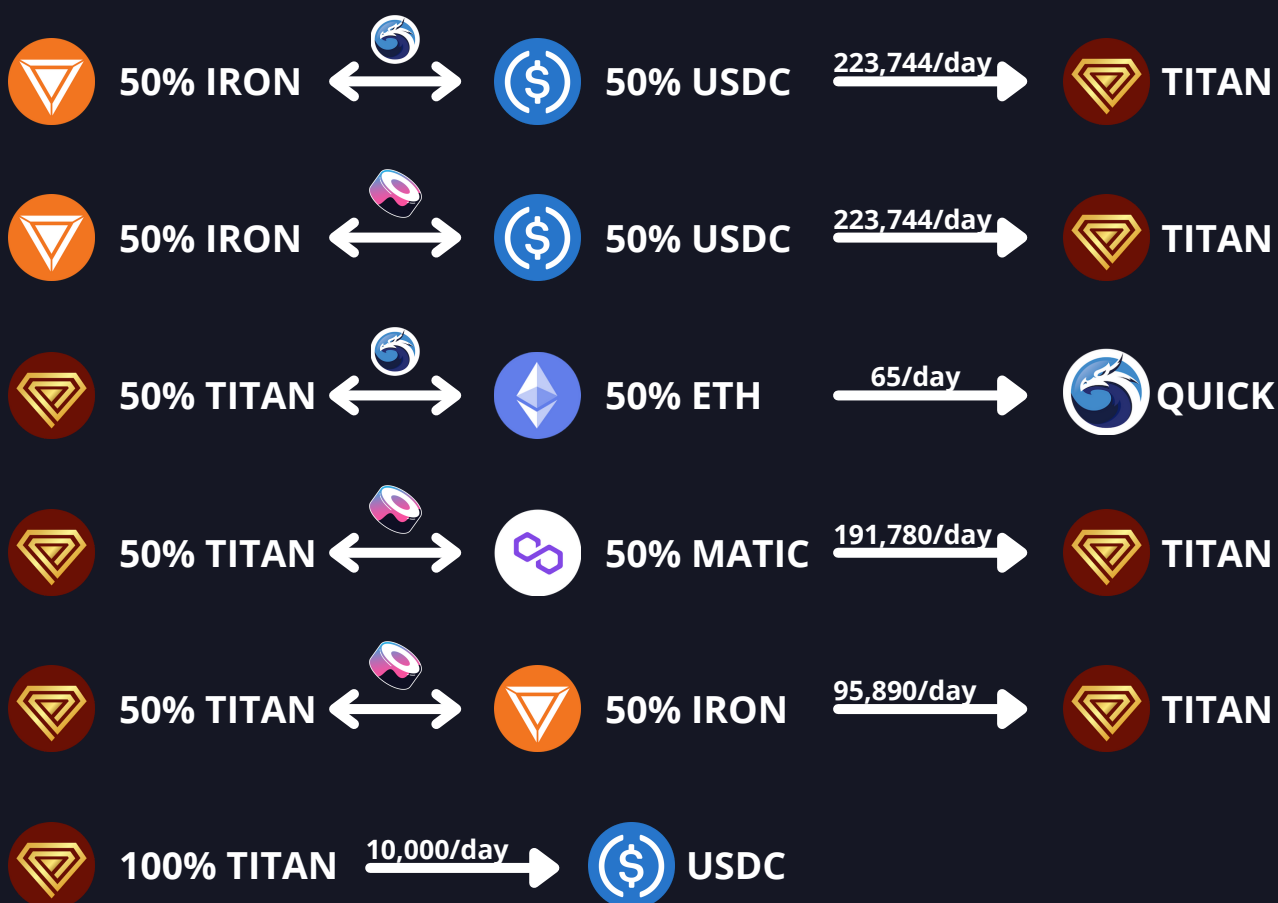 50% IRON 50% USDC 223,744/day TITAN
50% IRON 50% USDC 223,744/day TITAN
50% TITAN 50% ETH 65/day QUICK
50% TITAN 50% MATIC 191,780/day TITAN
50% TITAN 50% IRON 95,890/day TITAN
100% TITAN 10,000/day USDC